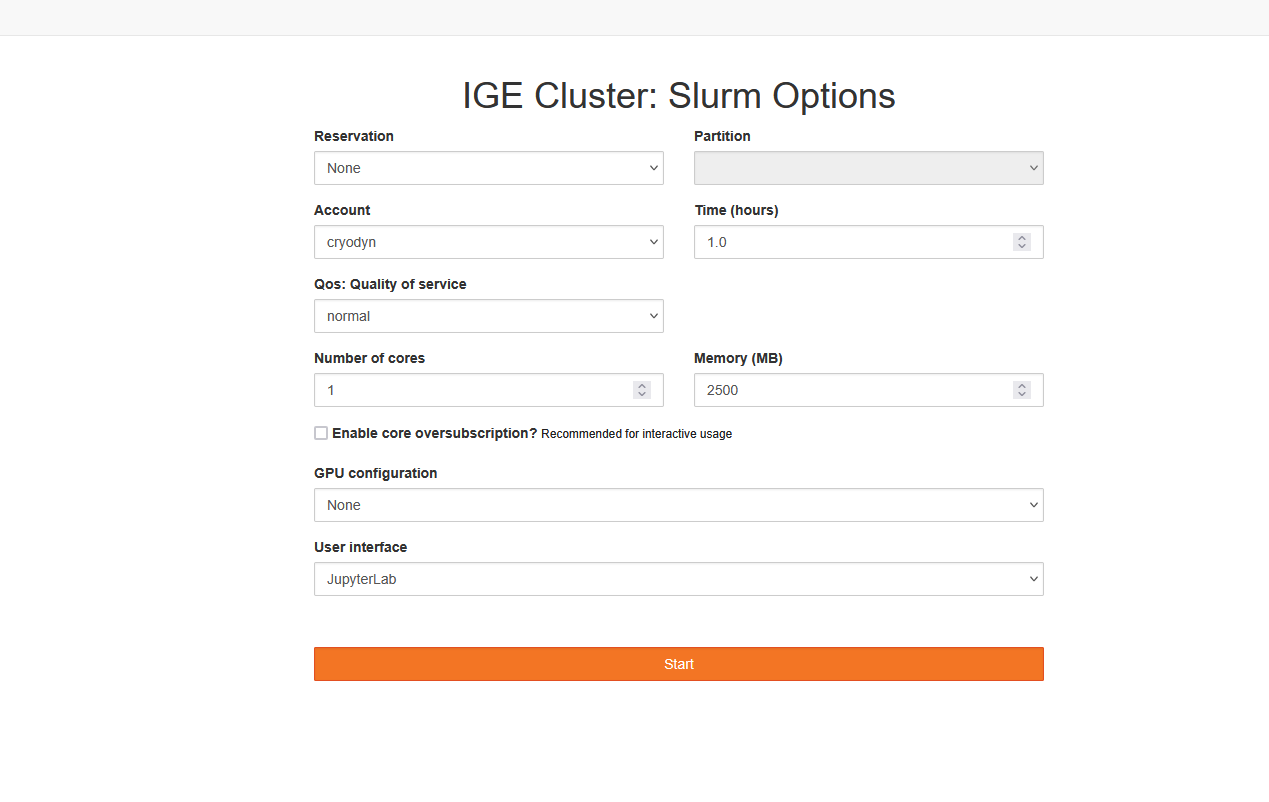 IGE Cluster: Slurm Options
Reservation
Partition
None
Account
Time (hours)
cryodyn
1.0
Qos: Quality of service
normal
Number of cores
Memory (MB)
1
2500
Enable core oversubscription? Recommended for interactive usage
GPU configuration
None
User interface
JupyterLab
Start